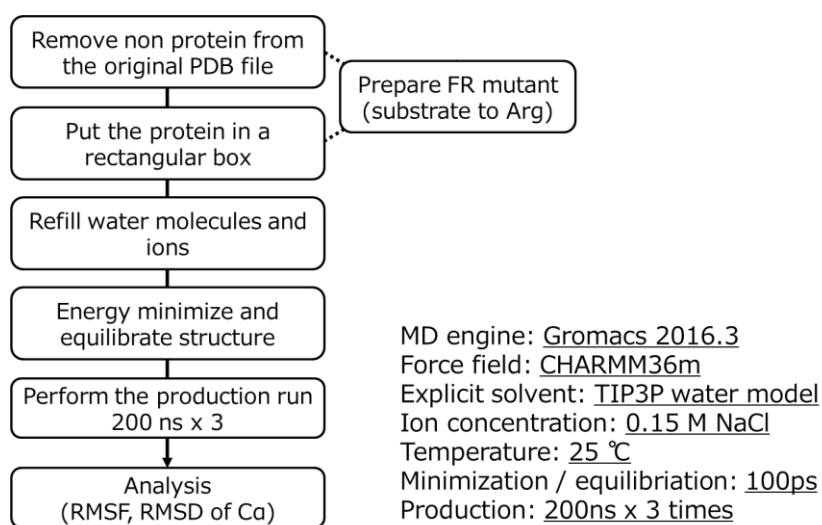 Remove non protein from
the original PDB file
Prepare FR mutant
(substrate to Arg)
Put the protein in a
rectangular box
Refill water molecules and
ions
Energy minimize and
equilibrate structure
Perform the production run
200 ns x 3
Analysis
(RMSF, RMSD of Cα)
MD engine: Gromacs 2016.3
Force field: CHARMM36m
Explicit solvent: TIP3P water model
Ion concentration: 0.15 M NaCl
Temperature: 25 ℃
Minimization / equilibriation: 100ps
Production: 200ns x 3 times